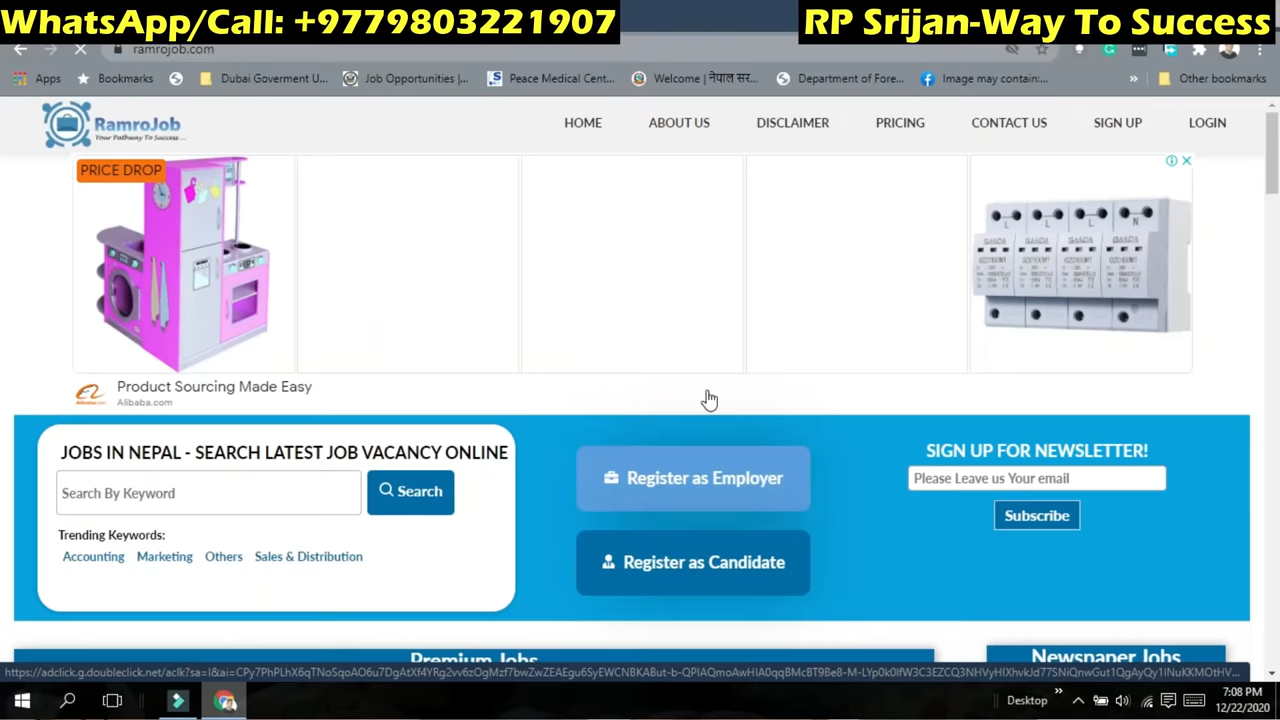 WhatsApp/Call: +9779803221907
RP Srijan-Way To Success
ramrojob.com
Apps
Bookmarks
Dubai Goverment U...
Job Opportunities |...
Peace Medical Cent...
Welcome | नेपाल सर...
Department of Fore...
Image may contain:...
»
Other bookmarks
RamroJob
Your Pathway To Success ...
HOME
ABOUT US
DISCLAIMER
PRICING
CONTACT US
SIGN UP
LOGIN
PRICE DROP
Product Sourcing Made Easy
Alibaba.com
JOBS IN NEPAL - SEARCH LATEST JOB VACANCY ONLINE
Search By Keyword
Search
Trending Keywords:
Accounting Marketing Others Sales & Distribution
Register as Employer
Register as Candidate
SIGN UP FOR NEWSLETTER!
Please Leave us Your email
Subscribe
Premium Jobs
Newspaper Jobs
Desktop
»
7:08 PM
12/22/2020